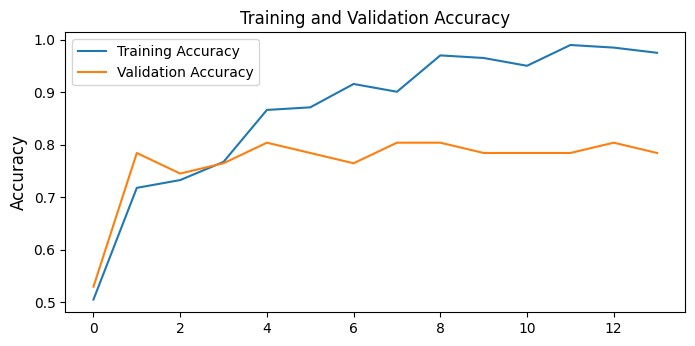 Training and Validation Accuracy
Training Accuracy
Validation Accuracy
Accuracy
1.0
0.9
0.8
0.7
0.6
0.5
0 2 4 6 8 10 12